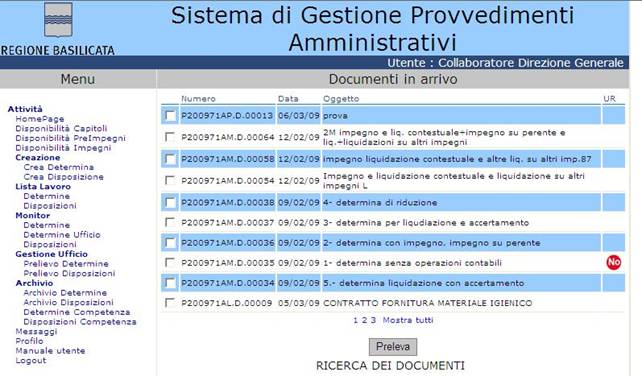 Sistema di Gestione Provvedimenti
Amministrativi
REGIONE BASILICATA
Utente : Collaboratore Direzione Generale
Menu
Attività
HomePage
Disponibilità Capitoli
Disponibilità PreImpegni
Disponibilità Impegni
Creazione
Crea Determina
Crea Disposizione
Lista Lavoro
Determine
Disposizioni
Monitor
Determine
Determine Ufficio
Disposizioni
Gestione Ufficio
Prelievo Determine
Prelievo Disposizioni
Archivio
Archivio Determine
Archivio Disposizioni
Determine Competenza
Disposizioni Competenza
Messaggi
Profilo
Manuale utente
Logout
Documenti in arrivo
Numero Data Oggetto UR
P200971AP.D.00013 06/03/09 prova
P200971AM.D.00064 12/02/09 2M impegno e liq. contestuale+impegno su perente e
liq.+liquidazioni su altri impegni
P200971AM.D.00058 12/02/09 impegno liquidazione contestuale e altre liq. su altri imp.87
P200971AM.D.00054 12/02/09 Impegno e liquidazione contestuale e liquidazione su altri
impegni L
P200971AM.D.00038 09/02/09 4- determina di riduzione
P200971AM.D.00037 09/02/09 3- determina per liqudiazione e accertamento
P200971AM.D.00036 09/02/09 2- determina con impegno, impegno su perente
P200971AM.D.00035 09/02/09 1- determina senza operazioni contabili No
P200971AM.D.00034 09/02/09 5.- determina liquidazione con accertamento
P200971AL.D.00009 05/03/09 CONTRATTO FORNITURA MATERIALE IGIENICO
1 2 3 Mostra tutti
Preleva
RICERCA DEI DOCUMENTI